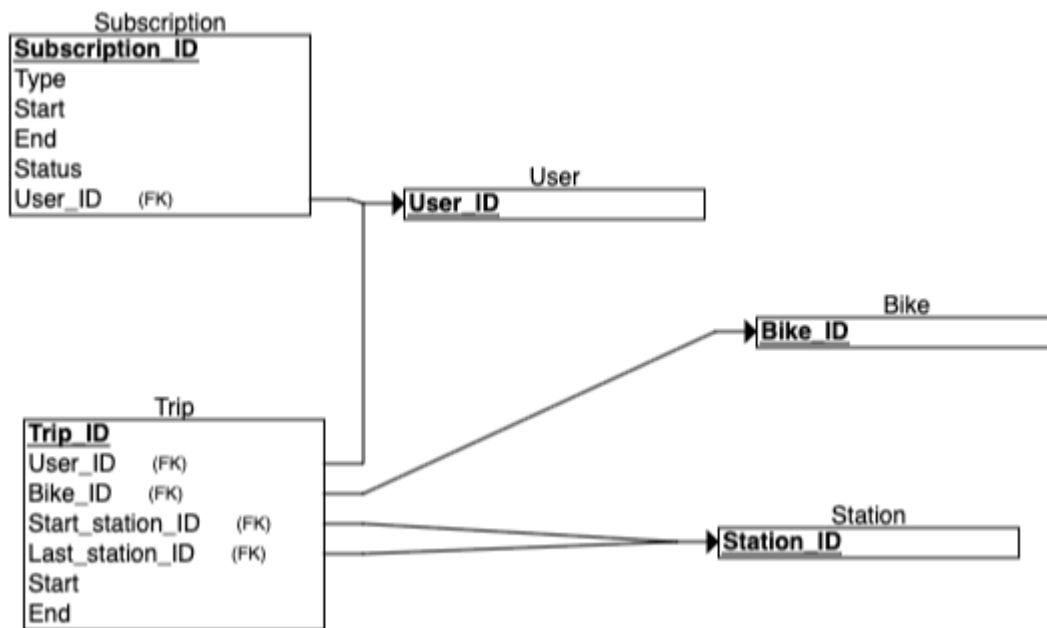 Subscription
Subscription_ID
Type
Start
End
Status
User_ID (FK)
User
User_ID
Bike
Bike_ID
Trip
Trip_ID
User_ID (FK)
Bike_ID (FK)
Start_station_ID (FK)
Last_station_ID (FK)
Start
End
Station
Station_ID